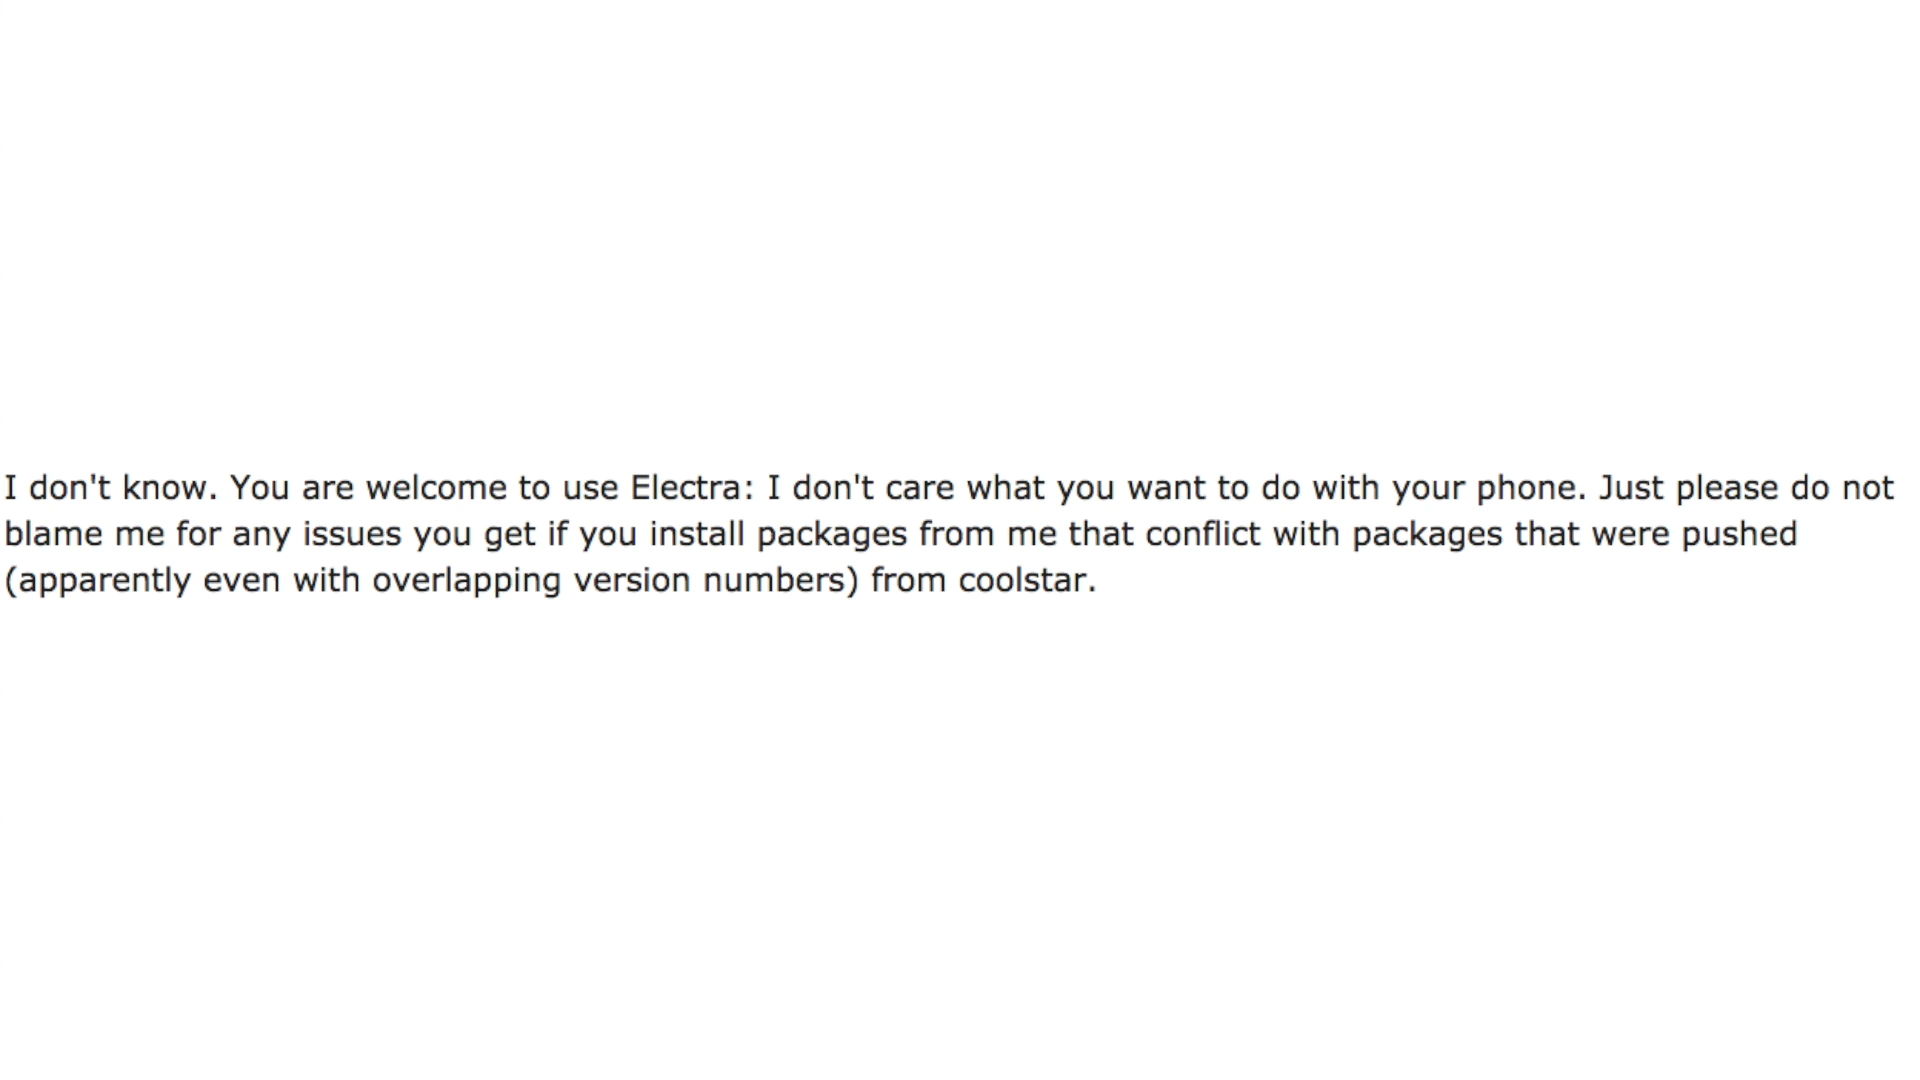 I don't know. You are welcome to use Electra: I don't care what you want to do with your phone. Just please do not
blame me for any issues you get if you install packages from me that conflict with packages that were pushed
(apparently even with overlapping version numbers) from coolstar.